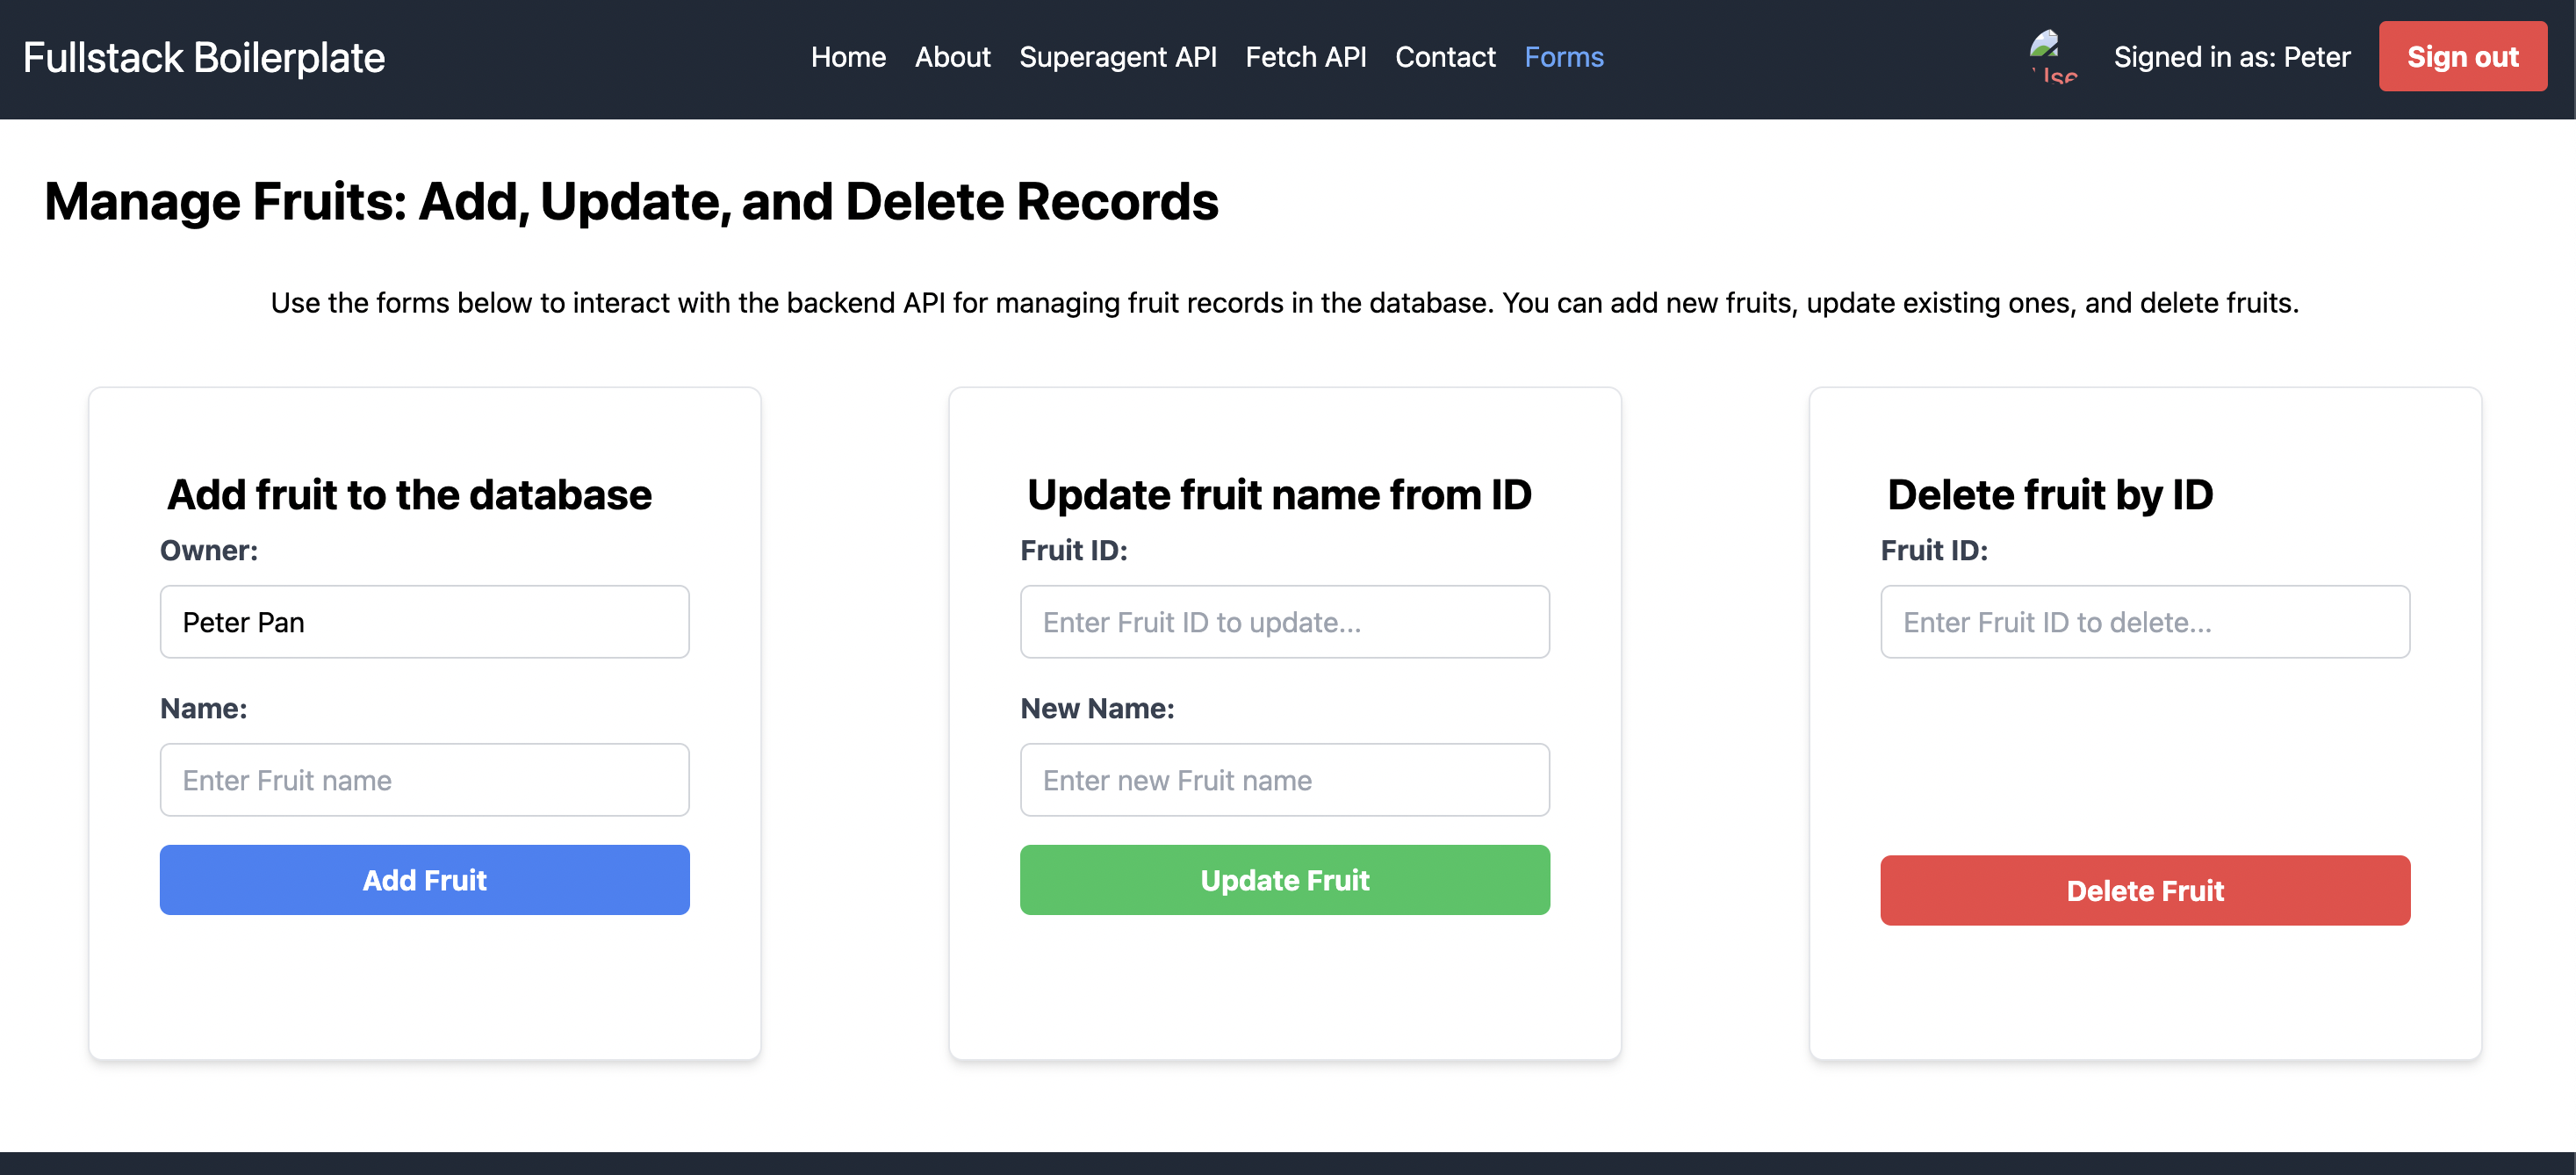 Fullstack Boilerplate
Home About Superagent API Fetch API Contact Forms
Signed in as: Peter
Sign out
Manage Fruits: Add, Update, and Delete Records
Use the forms below to interact with the backend API for managing fruit records in the database. You can add new fruits, update existing ones, and delete fruits.
Add fruit to the database
Owner:
Peter Pan
Name:
Enter Fruit name
Add Fruit
Update fruit name from ID
Fruit ID:
Enter Fruit ID to update...
New Name:
Enter new Fruit name
Update Fruit
Delete fruit by ID
Fruit ID:
Enter Fruit ID to delete...
Delete Fruit